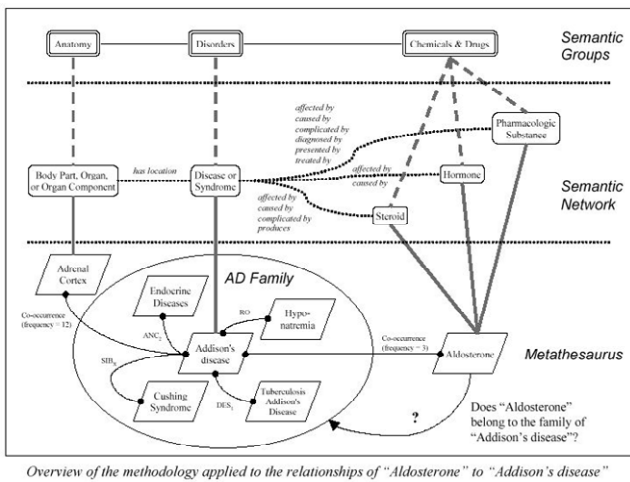 Anatomy
Disorders
Chemicals & Drugs
Semantic
Groups
affected by
caused by
complicated by
diagnosed by
presented by
treated by
Pharmacologic
Substance
Body Part, Organ,
or Organ Component
has location
Disease or
Syndrome
affected by
caused by
Hormone
Semantic
Network
affected by
caused by
complicated by
produces
Steroid
Adrenal
Cortex
AD Family
Endocrine
Diseases
RO
Hypo-
natremia
Co-occurrence
(frequency = 12)
ANC2
Addison's
disease
Co-occurrence
(frequency = 3)
Aldosterone
Metathesaurus
Cushing
Syndrome
DES1
Tuberculosis
Addison's
Disease
?
Does “Aldosterone”
belong to the family of
“Addison’s disease”?
Overview of the methodology applied to the relationships of “Aldosterone” to “Addison’s disease”